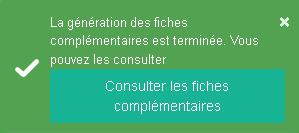 La génération des fiches
complémentaires est terminée. Vous
pouvez les consulter
Consulter les fiches
complémentaires